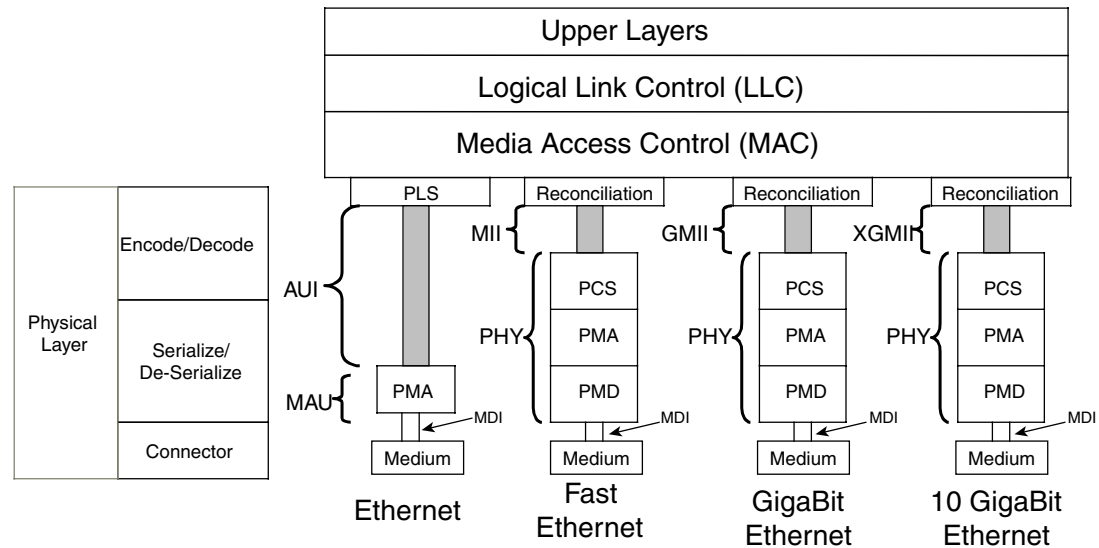 Upper Layers
Logical Link Control (LLC)
Media Access Control (MAC)
PLS
Reconciliation
Reconciliation
Reconciliation
Physical
Layer
Encode/Decode
Serialize/
De-Serialize
Connector
AUI
MAU
PMA
MDI
Medium
Ethernet
MII
PHY
PCS
PMA
PMD
MDI
Medium
Fast
Ethernet
GMII
PHY
PCS
PMA
PMD
MDI
Medium
GigaBit
Ethernet
XGMII
PHY
PCS
PMA
PMD
MDI
Medium
10 GigaBit
Ethernet